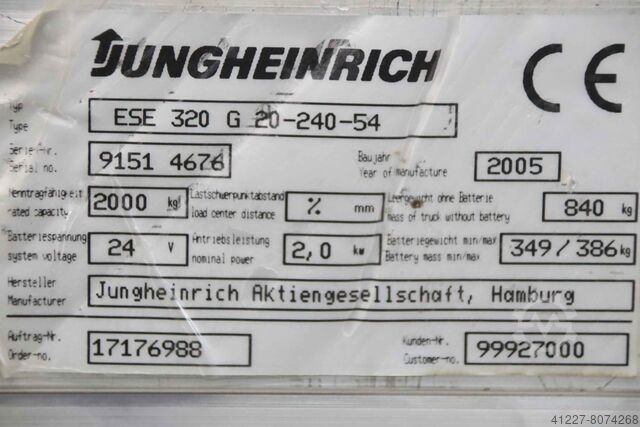 JUNGHEINRICH CE
Typ
Type ESE 320 G 20-240-54
Serien-Nr. Baujahr
Serial no. 9151 4676 Year of manufacture 2005
Nenntragfähigkeit Lastschwerpunktabstand Leergewicht ohne Batterie
rated capacity 2000 kg load center distance % mm mass of truck without battery 840 kg
Batteriespannung Antriebsleistung Batteriegewicht min/max
system voltage 24 V nominal power 2,0 kw Battery mass min/max 349/386 kg
Hersteller
Manufacturer Jungheinrich Aktiengesellschaft, Hamburg
Auftrag-Nr. Kunden-Nr.
Order-no. 17176988 Customer-no. 99927000
41227-8074268